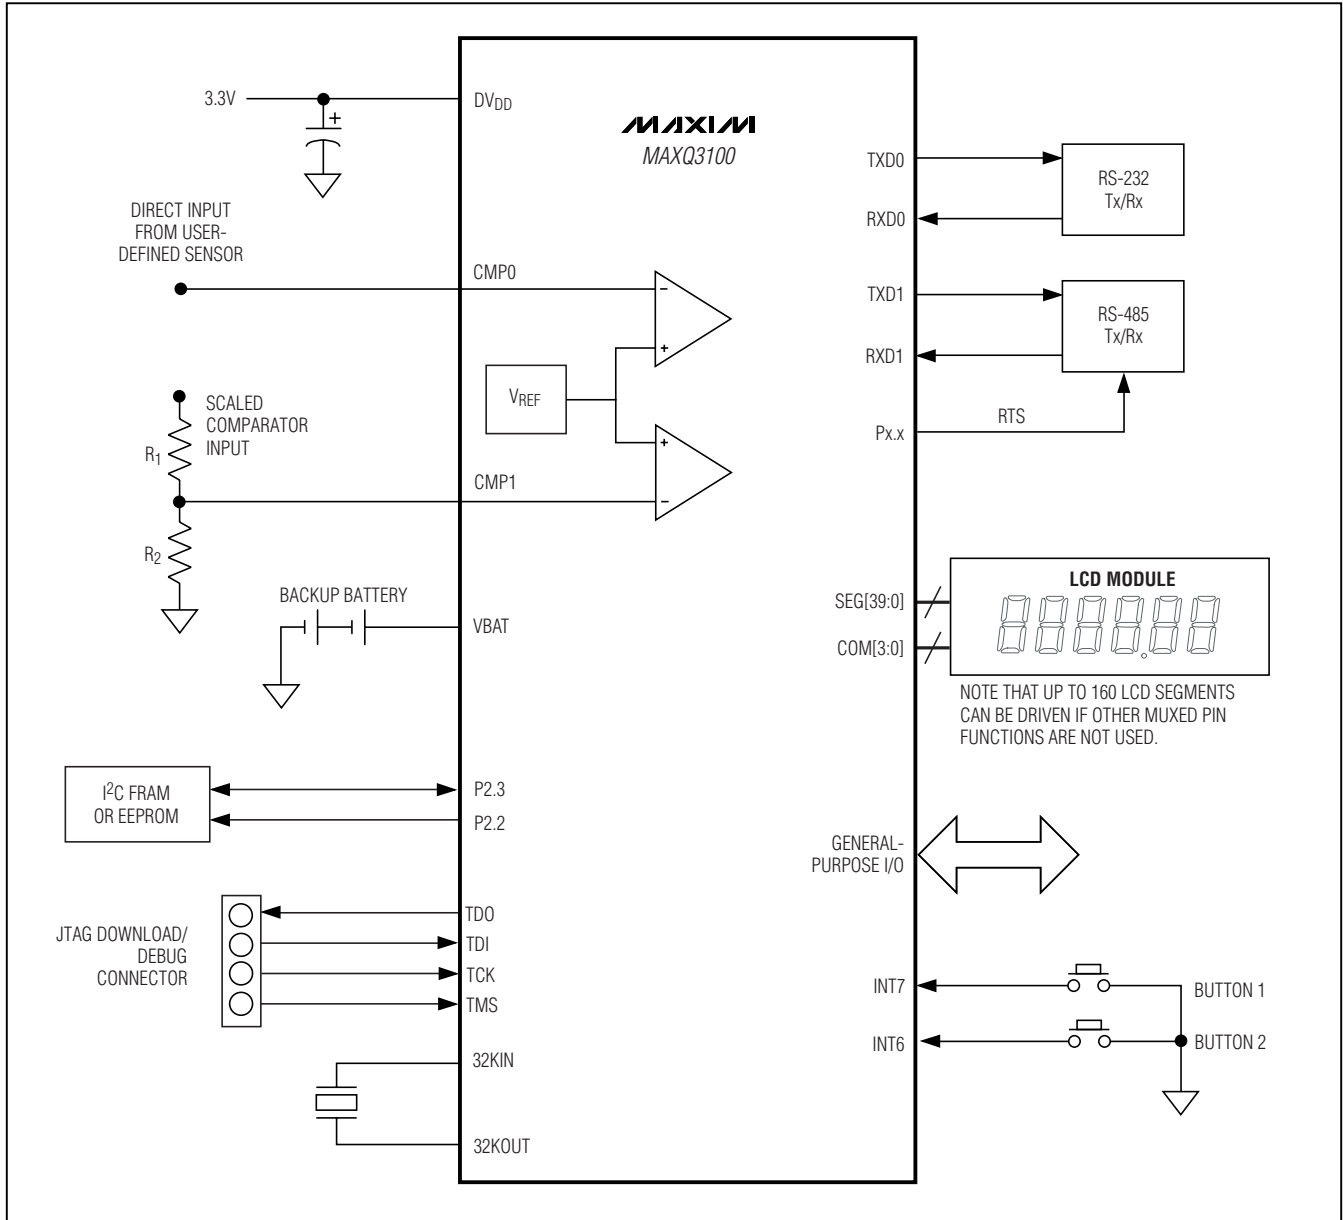 3.3V
DVDD
+
MAXIM
MAXQ3100
DIRECT INPUT
FROM USER-
DEFINED SENSOR
CMP0
−
+
VREF
SCALED
COMPARATOR
INPUT
R1
+
CMP1
−
R2
BACKUP BATTERY
VBAT
I2C FRAM
OR EEPROM
P2.3
P2.2
JTAG DOWNLOAD/
DEBUG
CONNECTOR
TDO
TDI
TCK
TMS
32KIN
32KOUT
TXD0
RXD0
RS-232
Tx/Rx
TXD1
RXD1
RS-485
Tx/Rx
Px.x
RTS
SEG[39:0]
COM[3:0]
LCD MODULE
NOTE THAT UP TO 160 LCD SEGMENTS
CAN BE DRIVEN IF OTHER MUXED PIN
FUNCTIONS ARE NOT USED.
GENERAL-
PURPOSE I/O
INT7
BUTTON 1
INT6
BUTTON 2